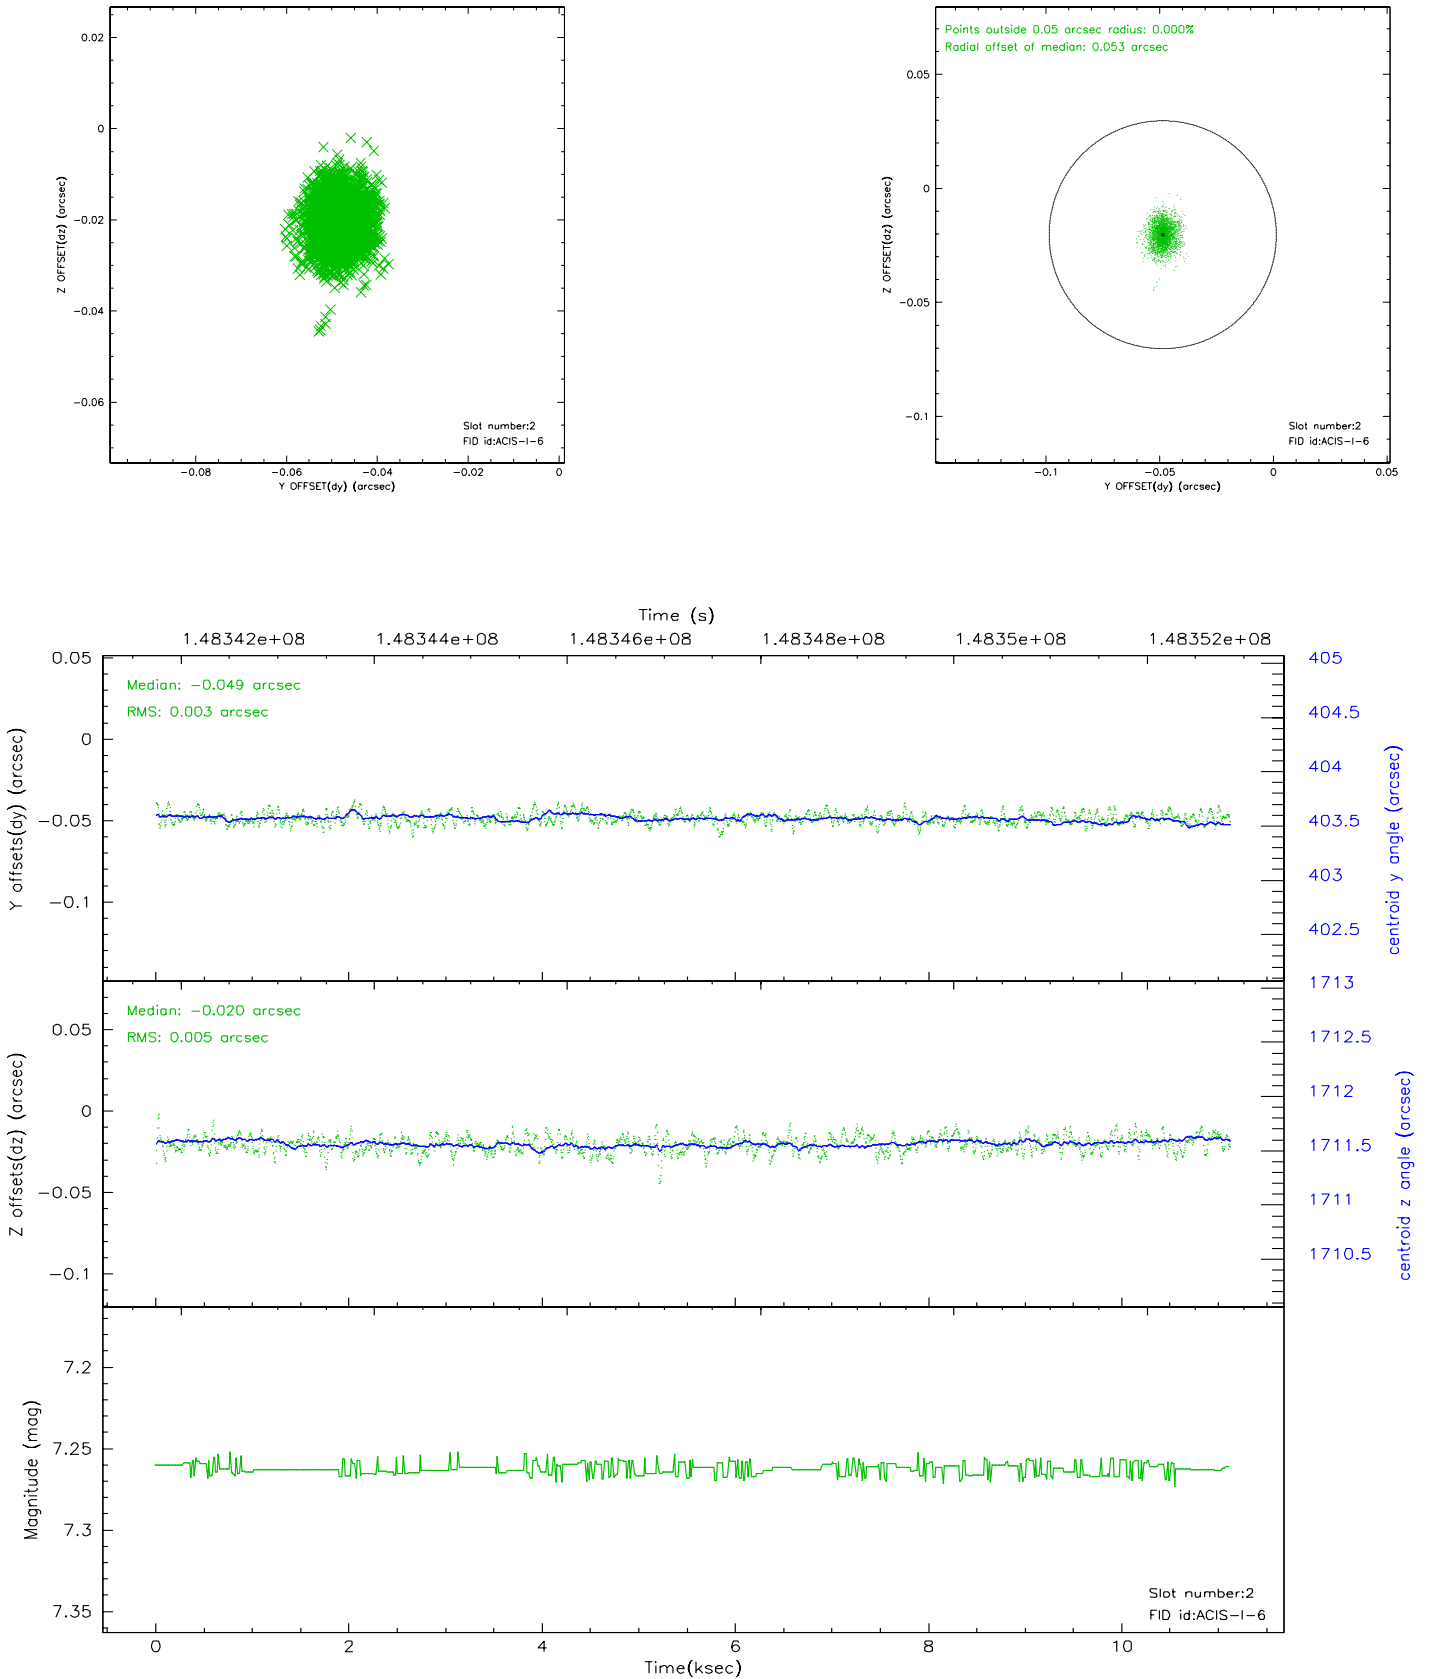 0.02
0
−0.02
−0.04
−0.06
Z OFFSET(dz) (arcsec)
Slot number:2
FID id:ACIS−I−6
−0.08
−0.06
−0.04
−0.02
0
Y OFFSET(dy) (arcsec)
Points outside 0.05 arcsec radius: 0.000%
Radial offset of median: 0.053 arcsec
0.05
0
−0.05
−0.1
Z OFFSET(dz) (arcsec)
Slot number:2
FID id:ACIS−I−6
−0.1
−0.05
0
0.05
Y OFFSET(dy) (arcsec)
Time (s)
1.48342e+08
1.48344e+08
1.48346e+08
1.48348e+08
1.4835e+08
1.48352e+08
Median: −0.049 arcsec
RMS: 0.003 arcsec
0.05
0
−0.05
−0.1
Y offsets(dy) (arcsec)
405
404.5
404
403.5
403
402.5
centroid y angle (arcsec)
Median: −0.020 arcsec
RMS: 0.005 arcsec
0.05
0
−0.05
−0.1
Z offsets(dz) (arcsec)
1713
1712.5
1712
1711.5
1711
1710.5
centroid z angle (arcsec)
7.2
7.25
7.3
7.35
Magnitude (mag)
Slot number:2
FID id:ACIS−I−6
0
2
4
6
8
10
Time(ksec)